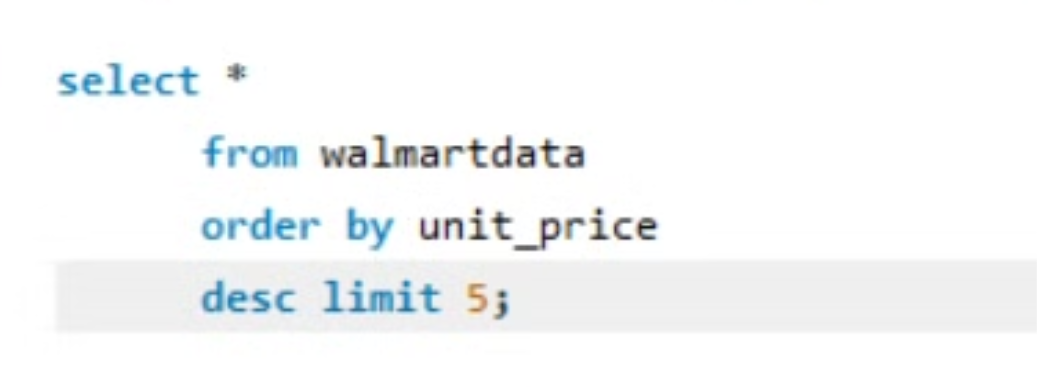 select *
from walmartdata
order by unit_price
desc limit 5;